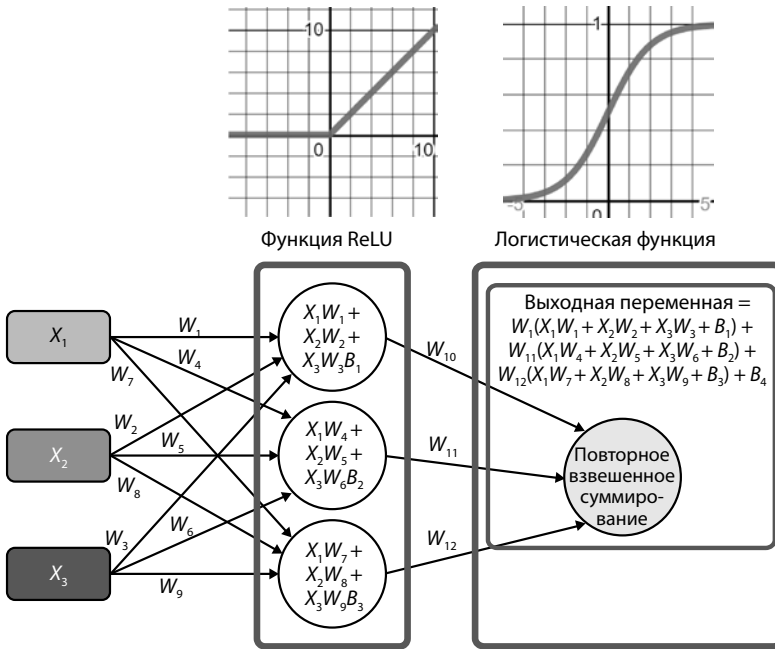 10
0
10
1
-5
0
5
Функция ReLU
Логистическая функция
X₁
X₂
X₃
W₁
W₄
W₇
W₂
W₅
W₈
W₃
W₆
W₉
X₁W₁ +
X₂W₂ +
X₃W₃B₁
X₁W₄ +
X₂W₅ +
X₃W₆B₂
X₁W₇ +
X₂W₈ +
X₃W₉B₃
W₁₀
W₁₁
W₁₂
Выходная переменная =
W₁(X₁W₁ + X₂W₂ + X₃W₃ + B₁) +
W₁₁(X₁W₄ + X₂W₅ + X₃W₆ + B₂) +
W₁₂(X₁W₇ + X₂W₈ + X₃W₉ + B₃) + B₄
Повторное
взвешенное
суммиро-
вание